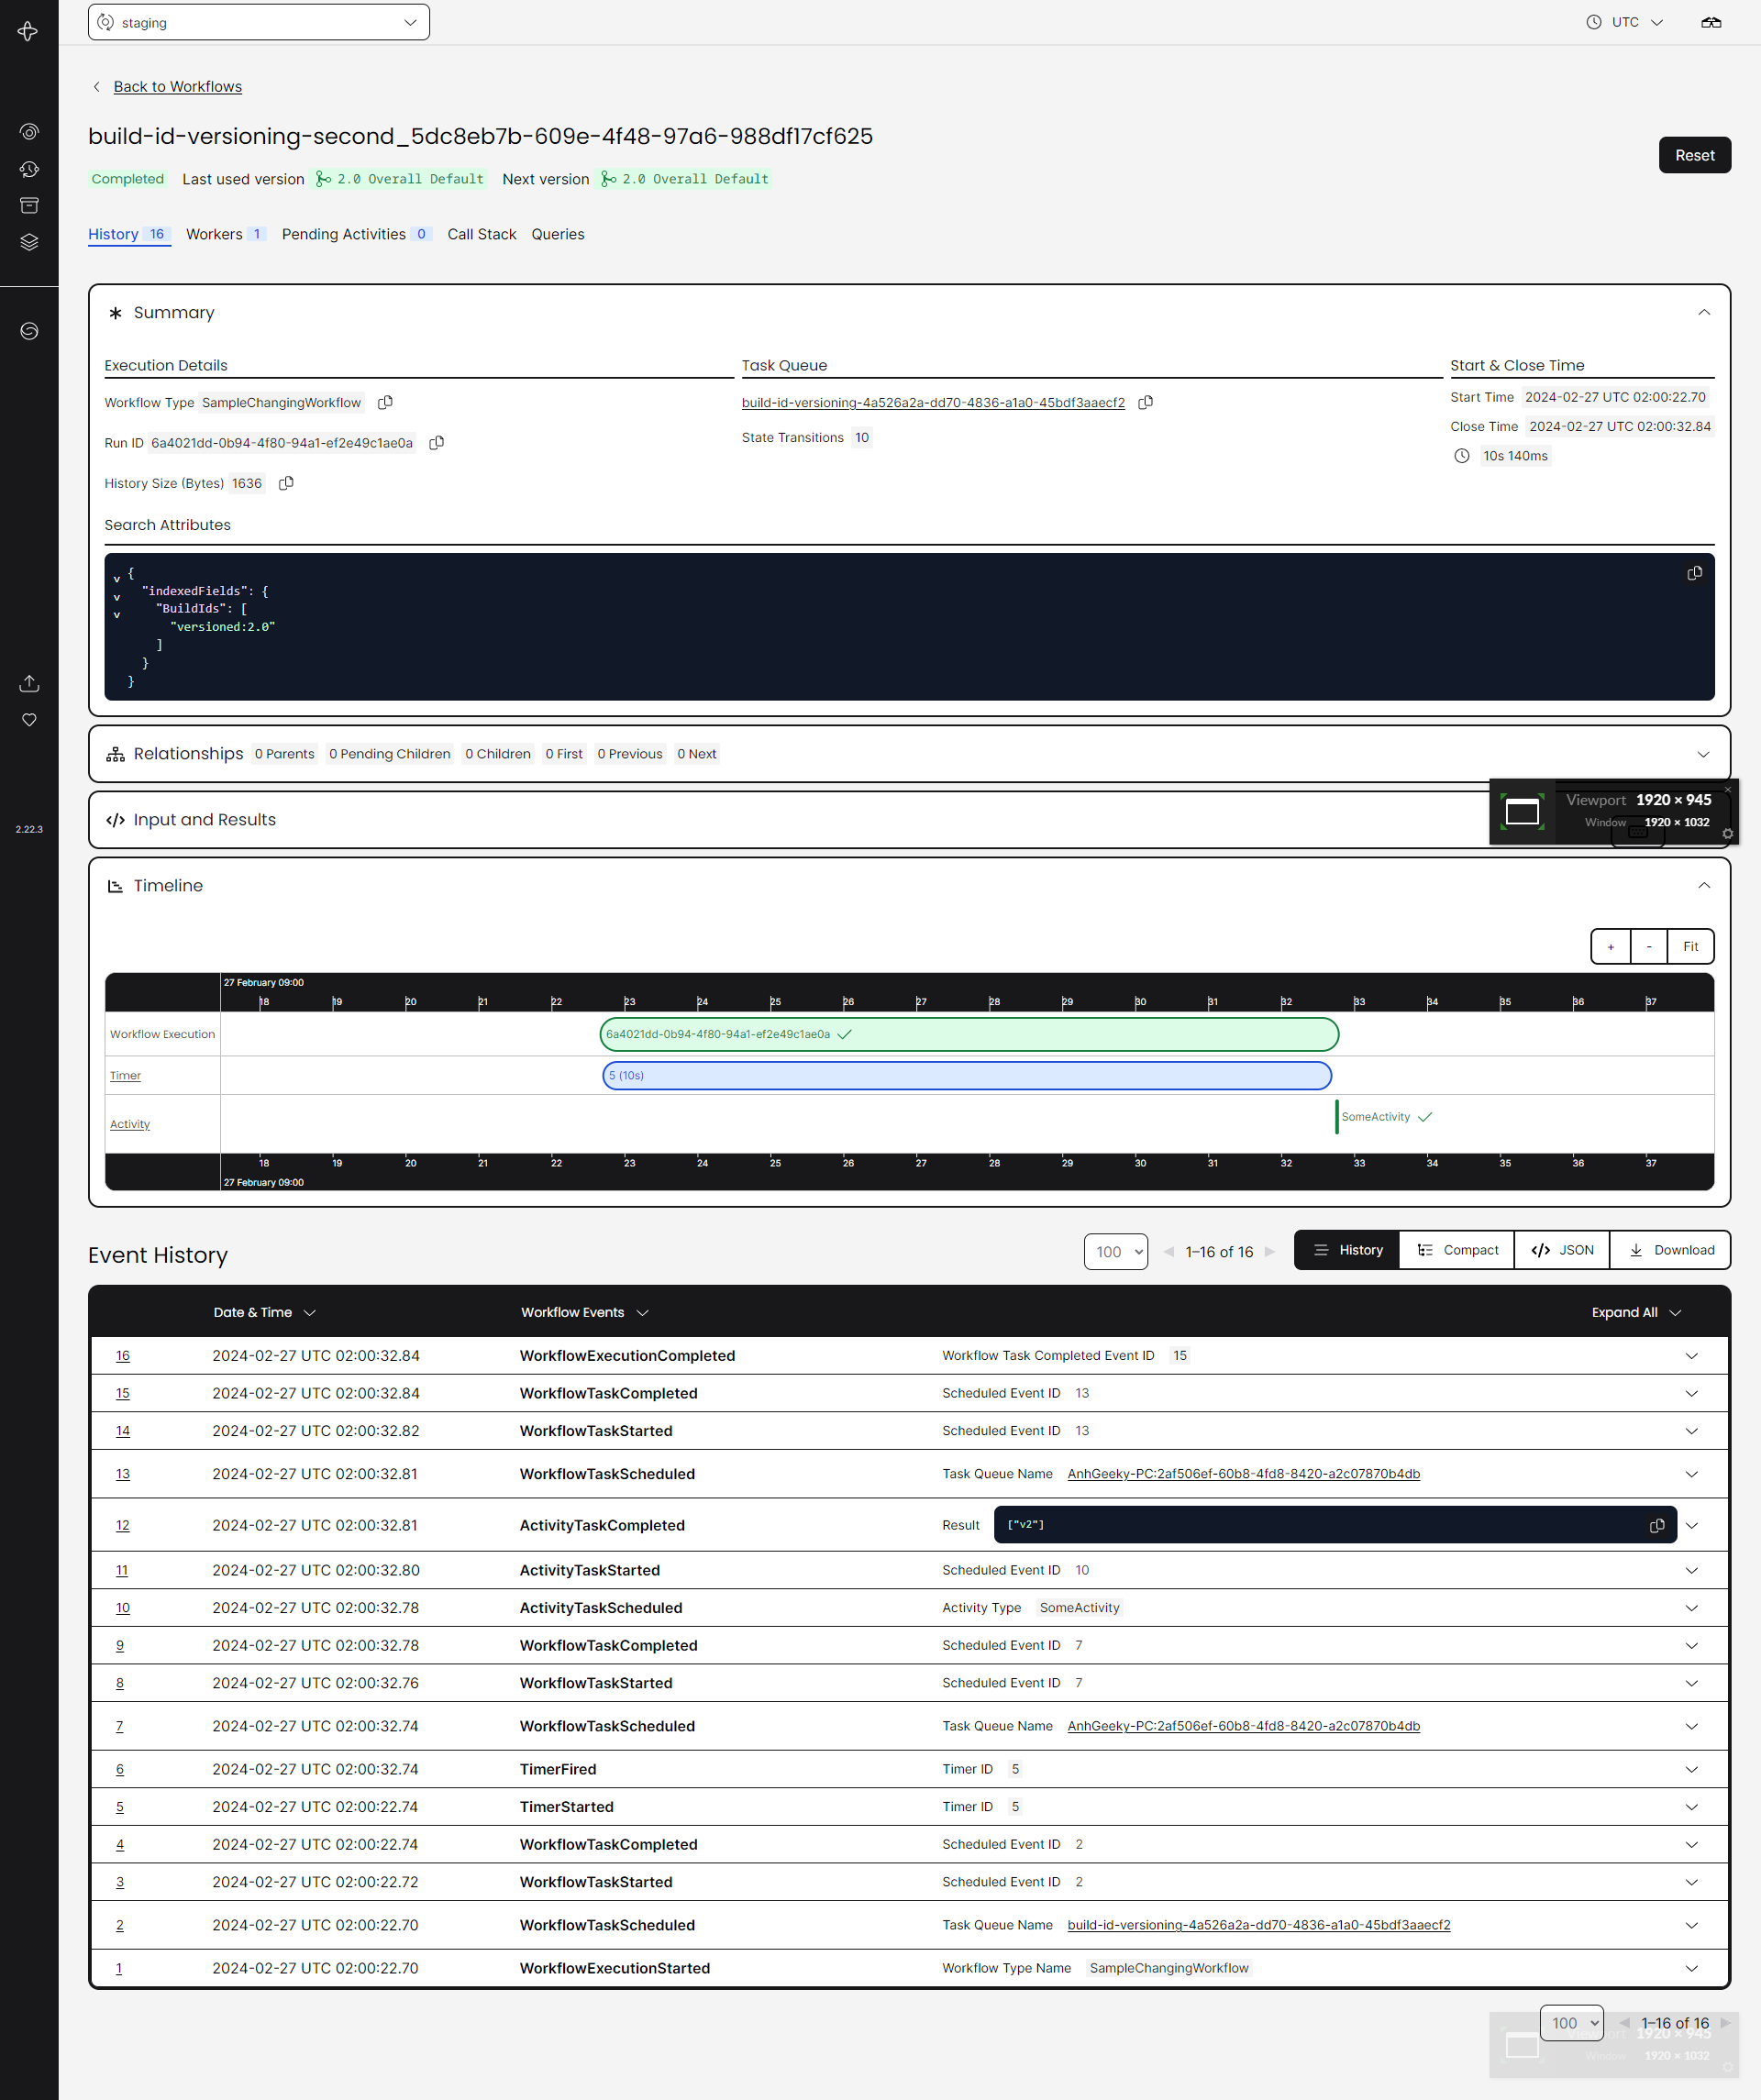 staging
UTC
Back to Workflows
build-id-versioning-second_5dc8eb7b-609e-4f48-97a6-988df17cf625
Reset
Completed Last used version 2.0 Overall Default Next version 2.0 Overall Default
History 16 Workers 1 Pending Activities 0 Call Stack Queries
Summary
Execution Details Task Queue Start & Close Time
Workflow Type SampleChangingWorkflow build-id-versioning-4a526a2a-dd70-4836-a1a0-45bdf3aaecf2 Start Time 2024-02-27 UTC 02:00:22.70
Run ID 6a4021dd-0b94-4f80-94a1-ef2e49c1ae0a State Transitions 10 Close Time 2024-02-27 UTC 02:00:32.84
10s 140ms
History Size (Bytes) 1636
Search Attributes
{
"indexedFields": {
"BuildIds": [
"versioned:2.0"
]
}
}
Relationships 0 Parents 0 Pending Children 0 Children 0 First 0 Previous 0 Next
Viewport 1920 × 945
Window 1920 × 1032
Input and Results
2.22.3
Timeline
+ - Fit
27 February 09:00
18 19 20 21 22 23 24 25 26 27 28 29 30 31 32 33 34 35 36 37
Workflow Execution 6a4021dd-0b94-4f80-94a1-ef2e49c1ae0a
Timer 5 (10s)
Activity SomeActivity
18 19 20 21 22 23 24 25 26 27 28 29 30 31 32 33 34 35 36 37
27 February 09:00
Event History 100 1–16 of 16 History Compact JSON Download
Date & Time Workflow Events Expand All
16 2024-02-27 UTC 02:00:32.84 WorkflowExecutionCompleted Workflow Task Completed Event ID 15
15 2024-02-27 UTC 02:00:32.84 WorkflowTaskCompleted Scheduled Event ID 13
14 2024-02-27 UTC 02:00:32.82 WorkflowTaskStarted Scheduled Event ID 13
13 2024-02-27 UTC 02:00:32.81 WorkflowTaskScheduled Task Queue Name AnhGeeky-PC:2af506ef-60b8-4fd8-8420-a2c07870b4db
12 2024-02-27 UTC 02:00:32.81 ActivityTaskCompleted Result ["v2"]
11 2024-02-27 UTC 02:00:32.80 ActivityTaskStarted Scheduled Event ID 10
10 2024-02-27 UTC 02:00:32.78 ActivityTaskScheduled Activity Type SomeActivity
9 2024-02-27 UTC 02:00:32.78 WorkflowTaskCompleted Scheduled Event ID 7
8 2024-02-27 UTC 02:00:32.76 WorkflowTaskStarted Scheduled Event ID 7
7 2024-02-27 UTC 02:00:32.74 WorkflowTaskScheduled Task Queue Name AnhGeeky-PC:2af506ef-60b8-4fd8-8420-a2c07870b4db
6 2024-02-27 UTC 02:00:32.74 TimerFired Timer ID 5
5 2024-02-27 UTC 02:00:22.74 TimerStarted Timer ID 5
4 2024-02-27 UTC 02:00:22.74 WorkflowTaskCompleted Scheduled Event ID 2
3 2024-02-27 UTC 02:00:22.72 WorkflowTaskStarted Scheduled Event ID 2
2 2024-02-27 UTC 02:00:22.70 WorkflowTaskScheduled Task Queue Name build-id-versioning-4a526a2a-dd70-4836-a1a0-45bdf3aaecf2
1 2024-02-27 UTC 02:00:22.70 WorkflowExecutionStarted Workflow Type Name SampleChangingWorkflow
100 1–16 of 16
Viewport 1920 × 945
Window 1920 × 1032